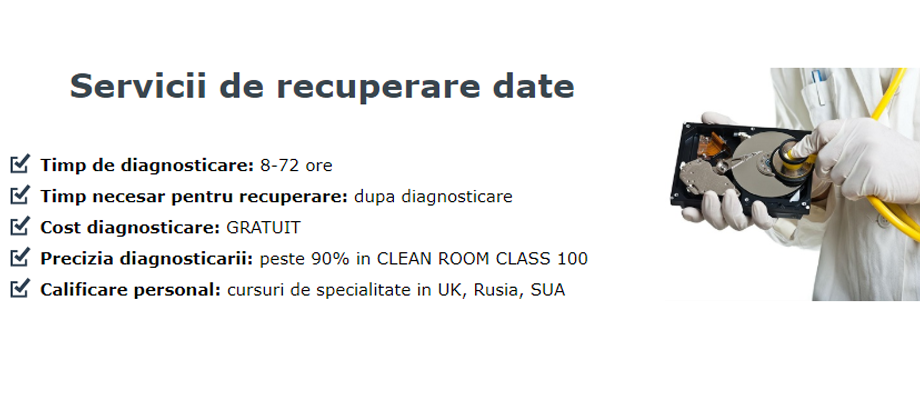 Servicii de recuperare date
Timp de diagnosticare: 8-72 ore
Timp necesar pentru recuperare: dupa diagnosticare
Cost diagnosticare: GRATUIT
Precizia diagnosticarii: peste 90% in CLEAN ROOM CLASS 100
Calificare personal: cursuri de specialitate in UK, Rusia, SUA